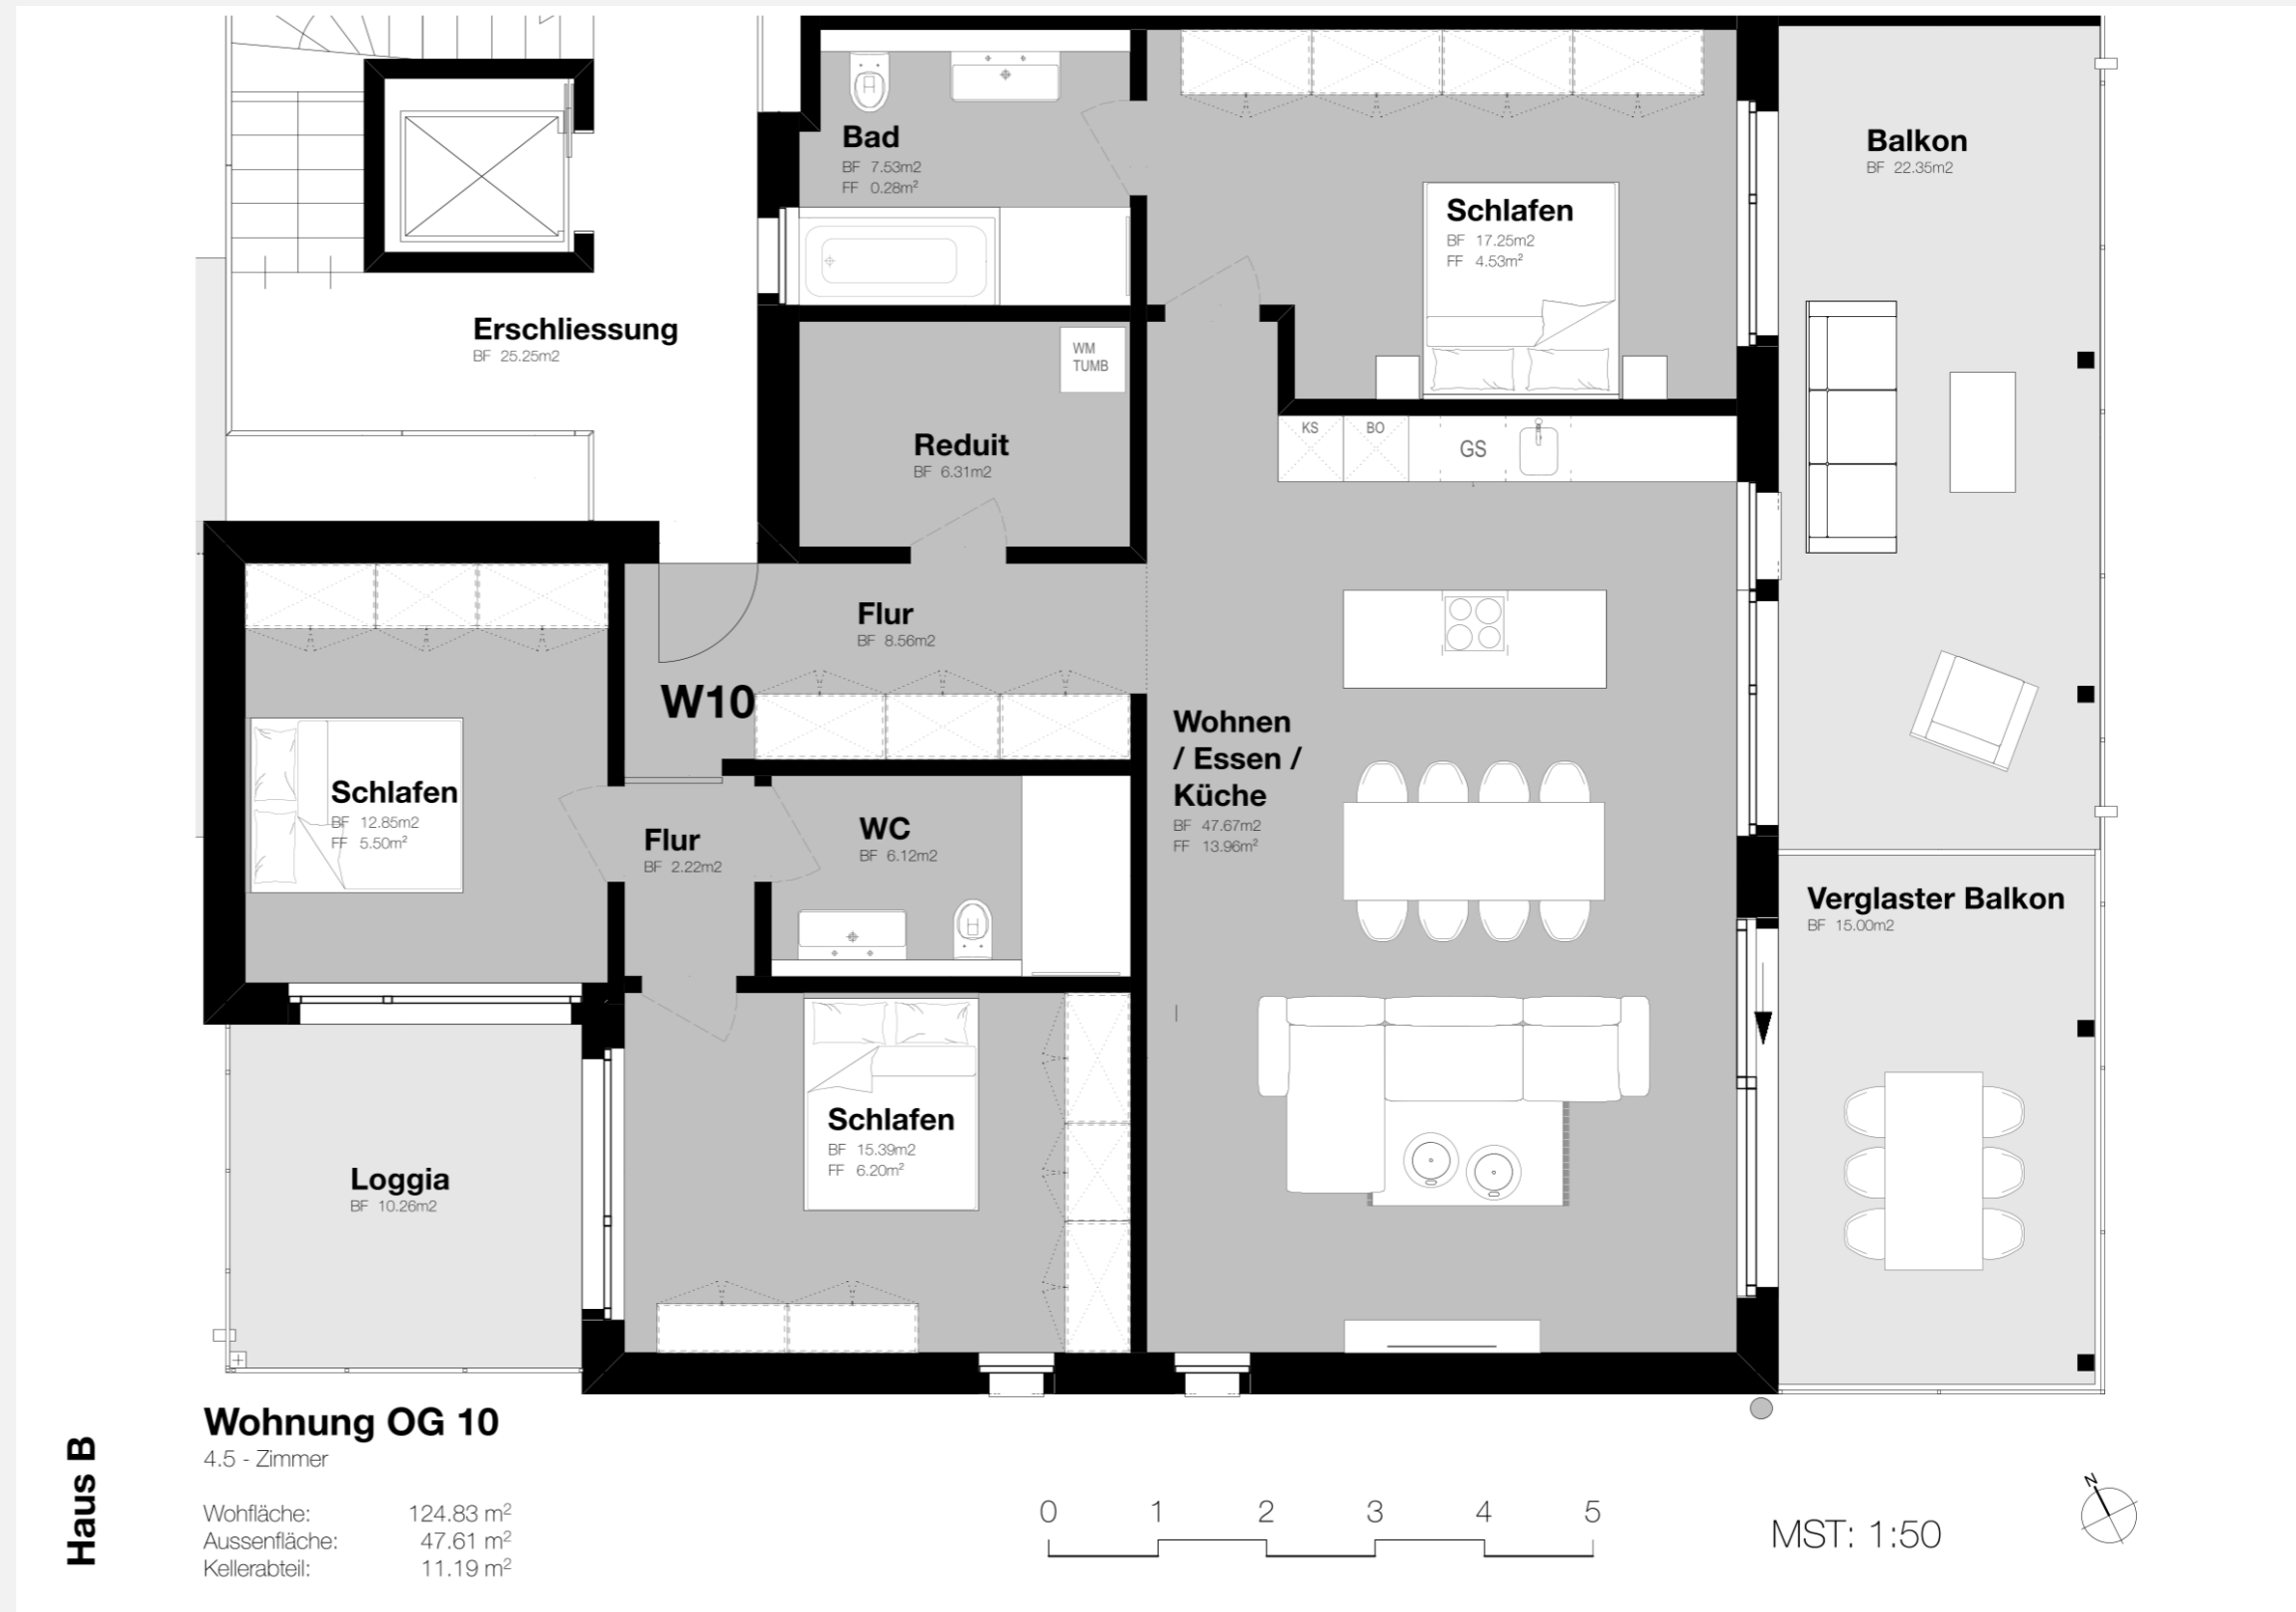 Bad
BF 7.53m2
FF 0.28m²
Schlafen
BF 17.25m2
FF 4.53m²
Balkon
BF 22.35m2
Erschliessung
BF 25.25m2
WM
TUMB
Reduit
BF 6.31m2
KS
BO
GS
Flur
BF 8.56m2
W10
Wohnen
/ Essen /
Küche
BF 47.67m2
FF 13.96m²
Schlafen
BF 12.85m2
FF 5.50m²
Flur
BF 2.22m2
WC
BF 6.12m2
Verglaster Balkon
BF 15.00m2
Schlafen
BF 15.39m2
FF 6.20m²
Loggia
BF 10.26m2
Haus B
Wohnung OG 10
4.5 - Zimmer
Wohfläche: 124.83 m²
Aussenfläche: 47.61 m²
Kellerabteil: 11.19 m²
0 1 2 3 4 5
MST: 1:50
N